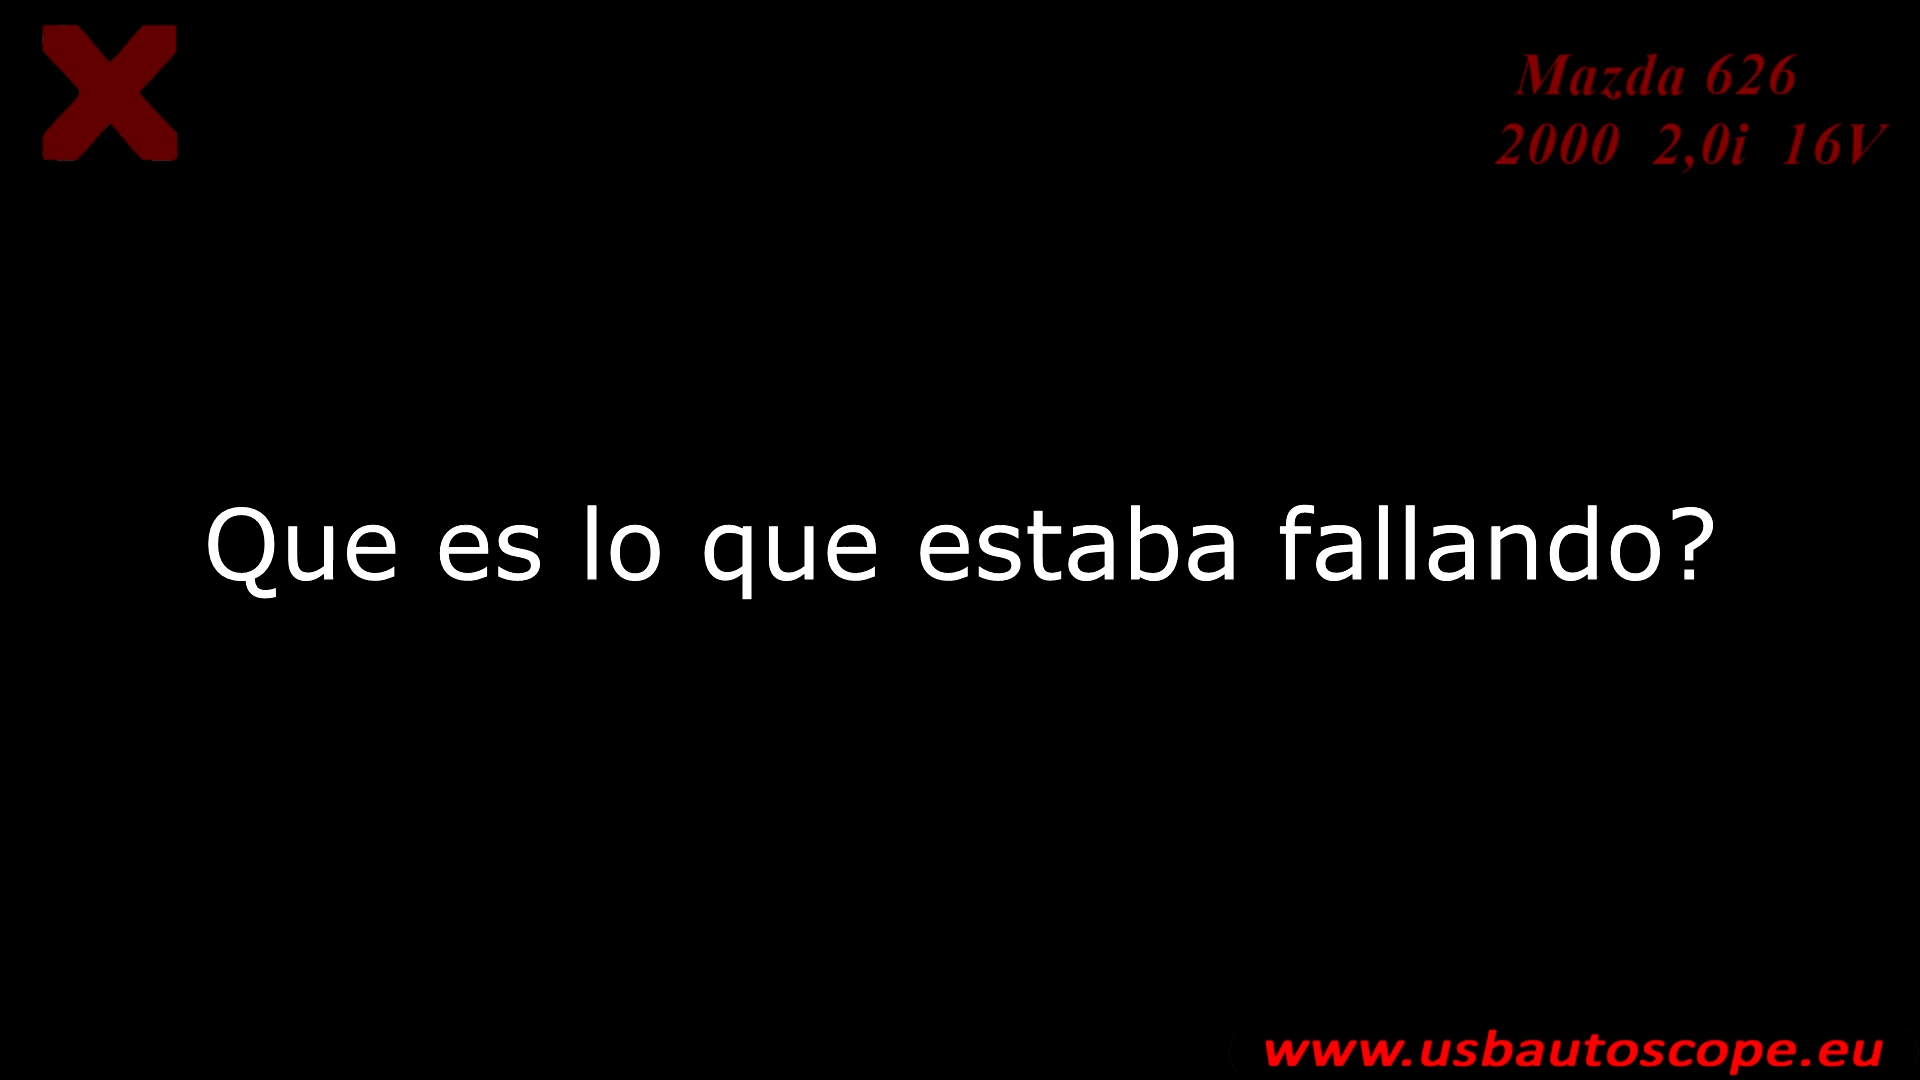 Mazda 626
2000 2,0i 16V
Que es lo que estaba fallando?
www.usbautoscope.eu